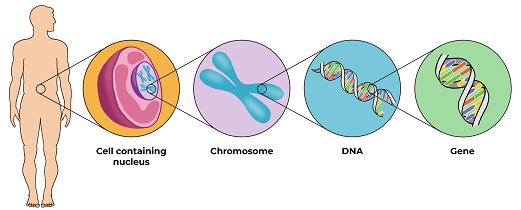 Cell containing
nucleus
Chromosome
DNA
Gene